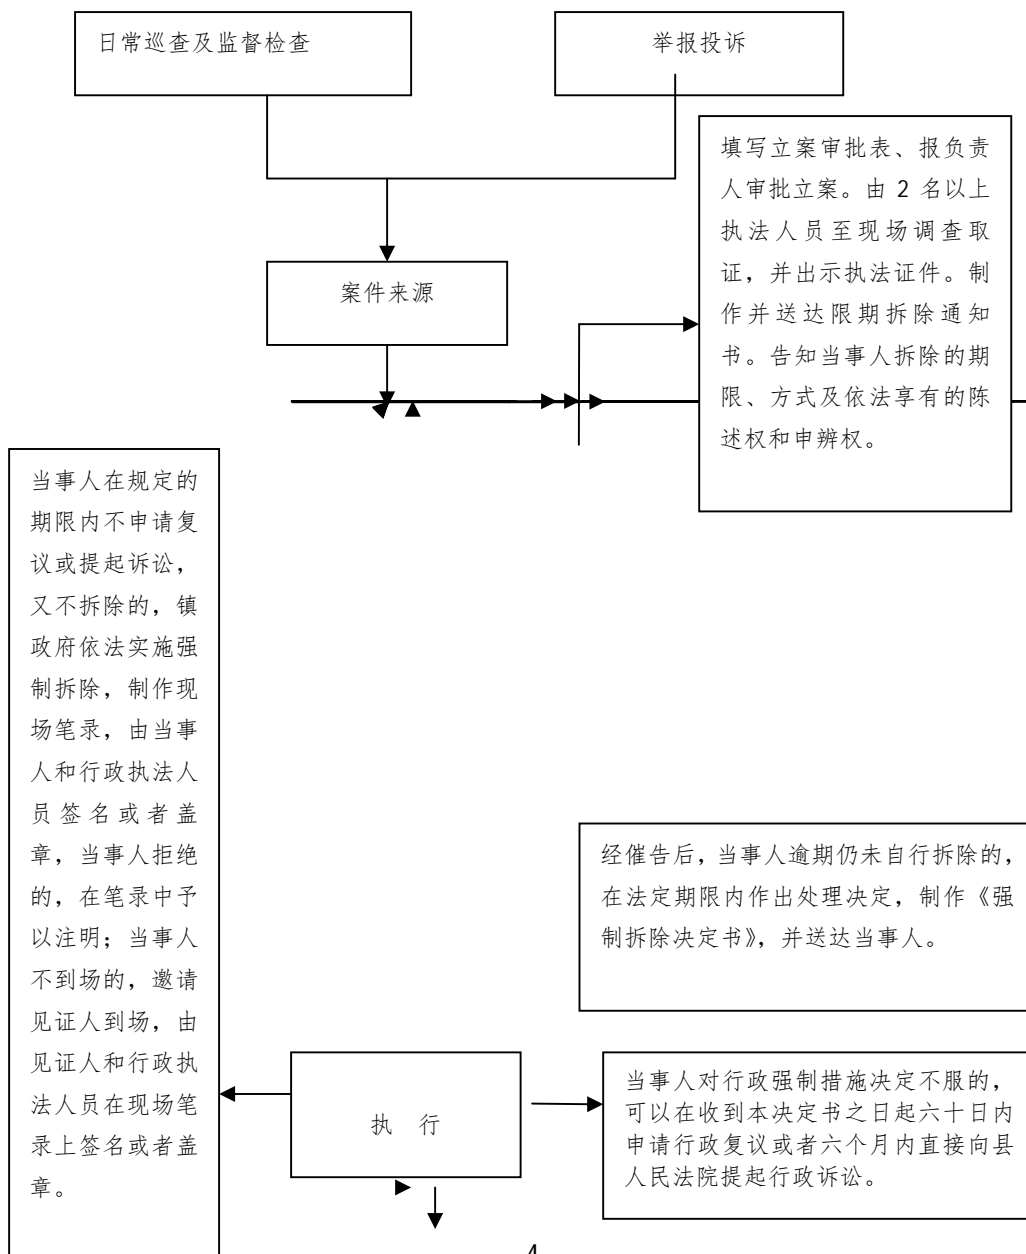 日常巡查及监督检查
举报投诉
填写立案审批表、报负责
人审批立案。由 2 名以上
执法人员至现场调查取
证，并出示执法证件。制
作并送达限期拆除通知
书。告知当事人拆除的期
限、方式及依法享有的陈
述权和申辨权。
案件来源
当事人在规定的
期限内不申请复
议或提起诉讼，
又不拆除的，镇
政府依法实施强
制拆除，制作现
场笔录，由当事
人和行政执法人
员签名或者盖
章，当事人拒绝
的，在笔录中予
以注明；当事人
不到场的，邀请
见证人到场，由
见证人和行政执
法人员在现场笔
录上签名或者盖
章。
经催告后，当事人逾期仍未自行拆除的，
在法定期限内作出处理决定，制作《强
制拆除决定书》，并送达当事人。
执 行
当事人对行政强制措施决定不服的，
可以在收到本决定书之日起六十日内
申请行政复议或者六个月内直接向县
人民法院提起行政诉讼。